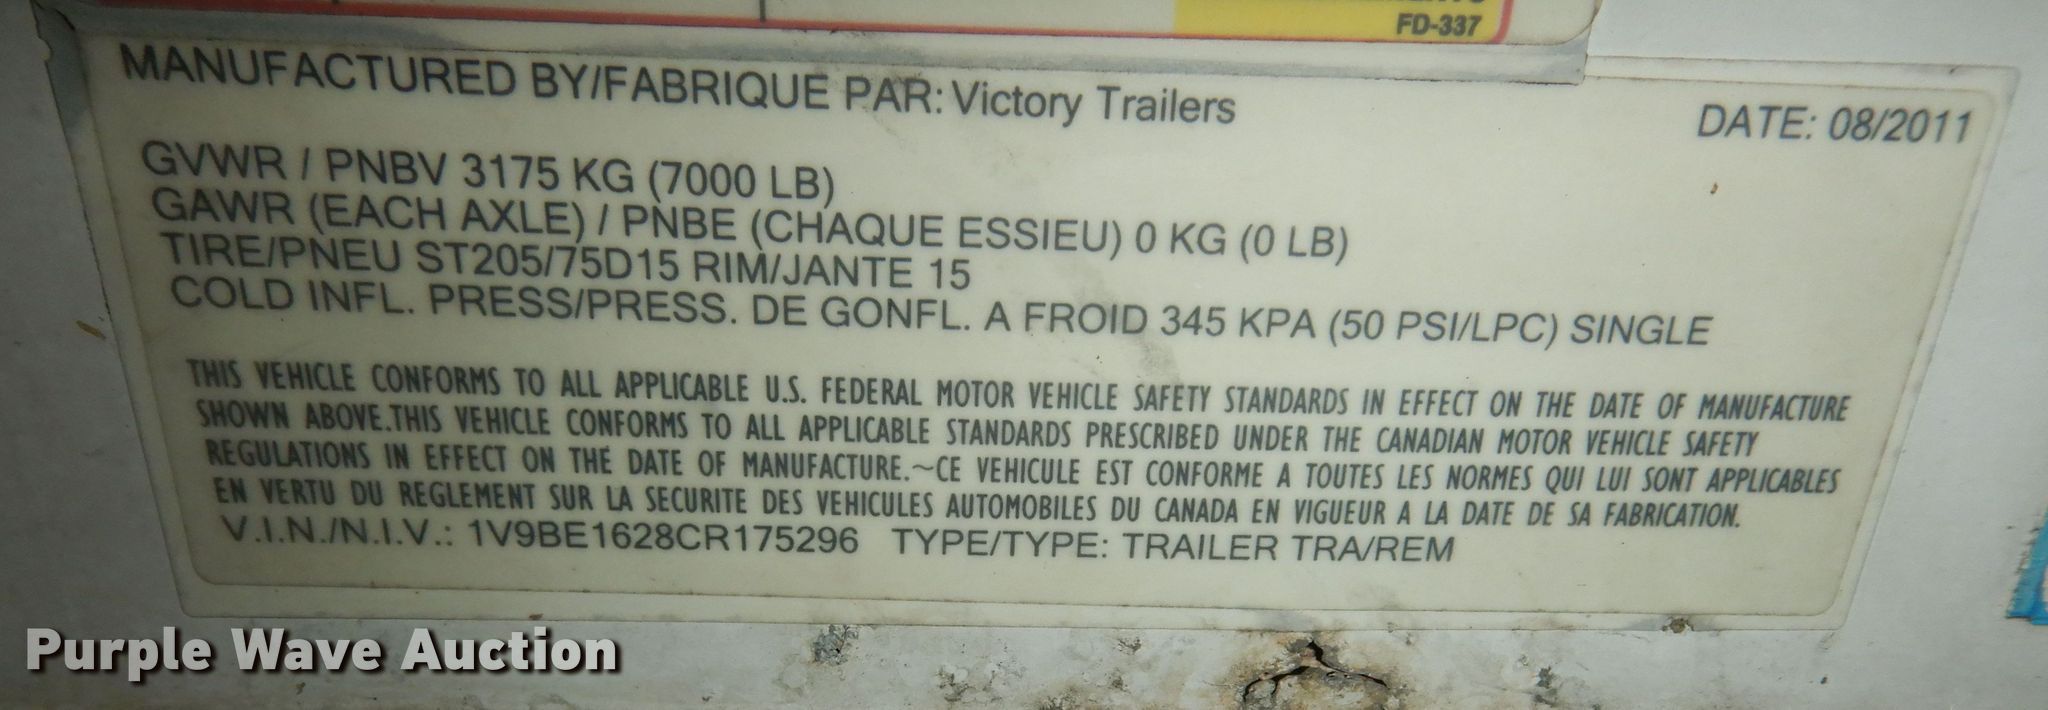 FD-337
MANUFACTURED BY/FABRIQUE PAR: Victory Trailers
DATE: 08/2011
GVWR / PNBV 3175 KG (7000 LB)
GAWR (EACH AXLE) / PNBE (CHAQUE ESSIEU) 0 KG (0 LB)
TIRE/PNEU ST205/75D15 RIM/JANTE 15
COLD INFL. PRESS/PRESS. DE GONFL. A FROID 345 KPA (50 PSI/LPC) SINGLE
THIS VEHICLE CONFORMS TO ALL APPLICABLE U.S. FEDERAL MOTOR VEHICLE SAFETY STANDARDS IN EFFECT ON THE DATE OF MANUFACTURE
SHOWN ABOVE.THIS VEHICLE CONFORMS TO ALL APPLICABLE STANDARDS PRESCRIBED UNDER THE CANADIAN MOTOR VEHICLE SAFETY
REGULATIONS IN EFFECT ON THE DATE OF MANUFACTURE.~CE VEHICULE EST CONFORME A TOUTES LES NORMES QUI LUI SONT APPLICABLES
EN VERTU DU REGLEMENT SUR LA SECURITE DES VEHICULES AUTOMOBILES DU CANADA EN VIGUEUR A LA DATE DE SA FABRICATION.
V.I.N./N.I.V.: 1V9BE1628CR175296 TYPE/TYPE: TRAILER TRA/REM
Purple Wave Auction